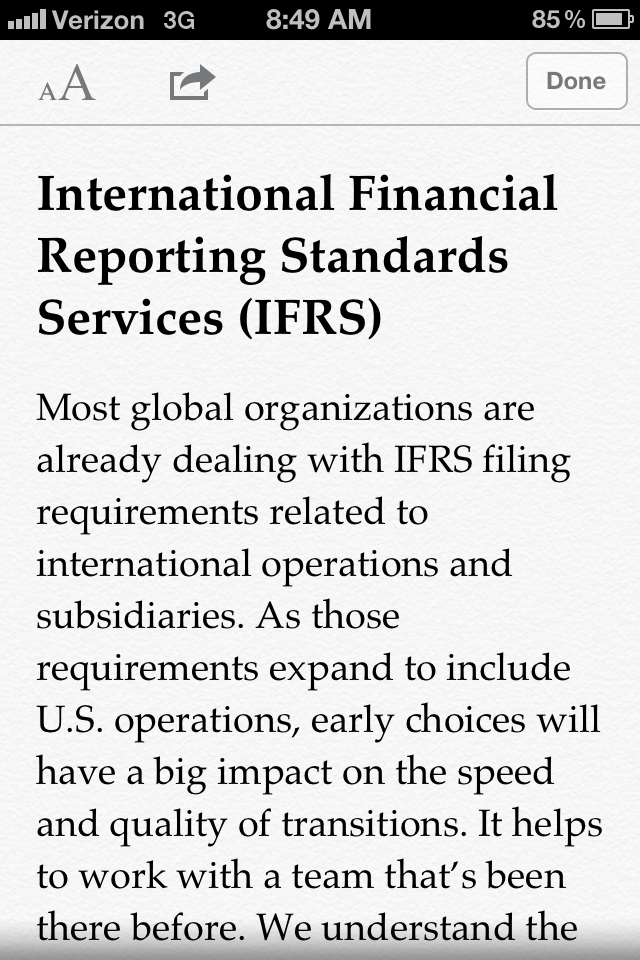 Verizon 3G 8:49 AM 85%
AA Done
International Financial
Reporting Standards
Services (IFRS)
Most global organizations are
already dealing with IFRS filing
requirements related to
international operations and
subsidiaries. As those
requirements expand to include
U.S. operations, early choices will
have a big impact on the speed
and quality of transitions. It helps
to work with a team that’s been
there before. We understand the